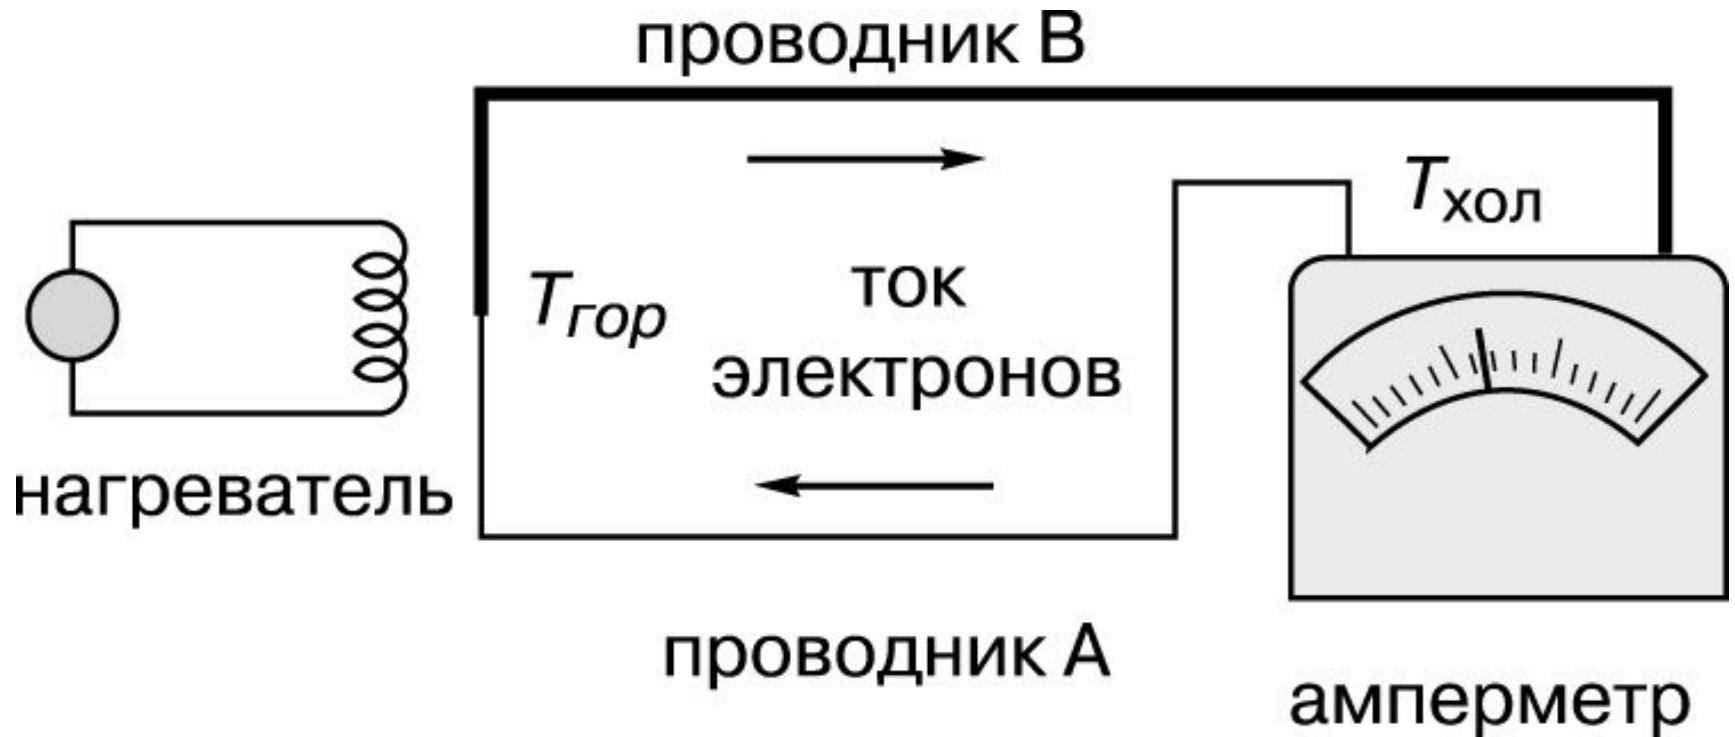 проводник В
Tхол
Tгор
ток
электронов
нагреватель
проводник А
амперметр